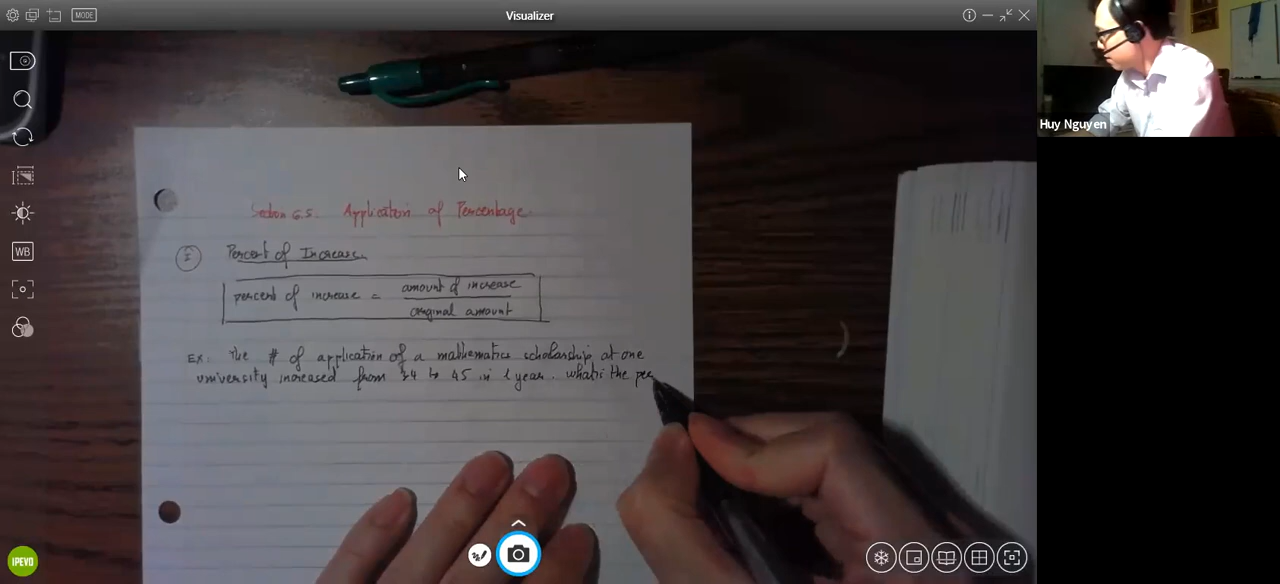 MODE
Visualizer
Huy Nguyen
WB
Section 6.5. Application of Percentage
I Percent of Increase.
percent of increase = amount of increase
original amount
Ex: The # of application of a mathematics scholarship at one
university increased from 34 to 45 in 1 year. what is the per
IPEVO